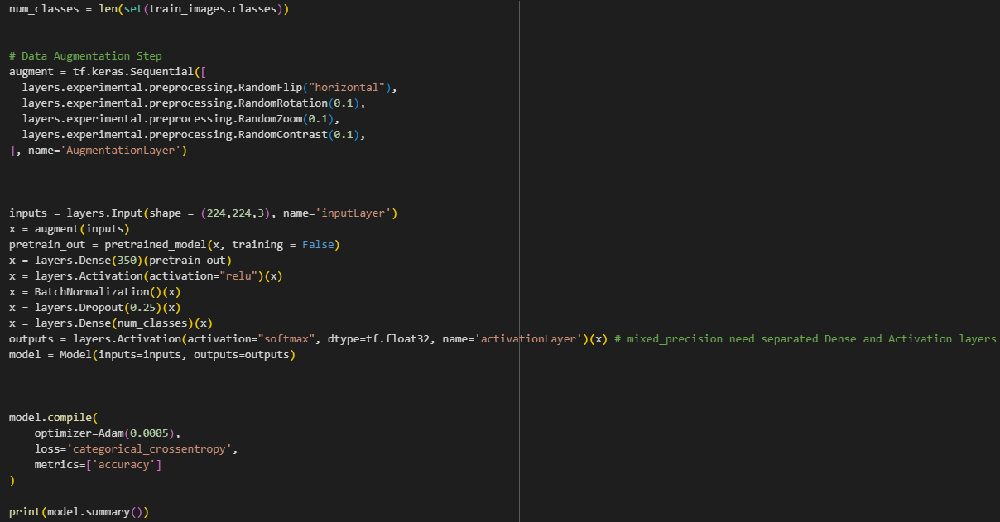 num_classes = len(set(train_images.classes))
# Data Augmentation Step
augment = tf.keras.Sequential([
  layers.experimental.preprocessing.RandomFlip("horizontal"),
  layers.experimental.preprocessing.RandomRotation(0.1),
  layers.experimental.preprocessing.RandomZoom(0.1),
  layers.experimental.preprocessing.RandomContrast(0.1),
], name='AugmentationLayer')
inputs = layers.Input(shape = (224,224,3), name='inputLayer')
x = augment(inputs)
pretrain_out = pretrained_model(x, training = False)
x = layers.Dense(350)(pretrain_out)
x = layers.Activation(activation="relu")(x)
x = BatchNormalization()(x)
x = layers.Dropout(0.25)(x)
x = layers.Dense(num_classes)(x)
outputs = layers.Activation(activation="softmax", dtype=tf.float32, name='activationLayer')(x) # mixed_precision need separated Dense and Activation layers
model = Model(inputs=inputs, outputs=outputs)
model.compile(
    optimizer=Adam(0.0005),
    loss='categorical_crossentropy',
    metrics=['accuracy']
)
print(model.summary())